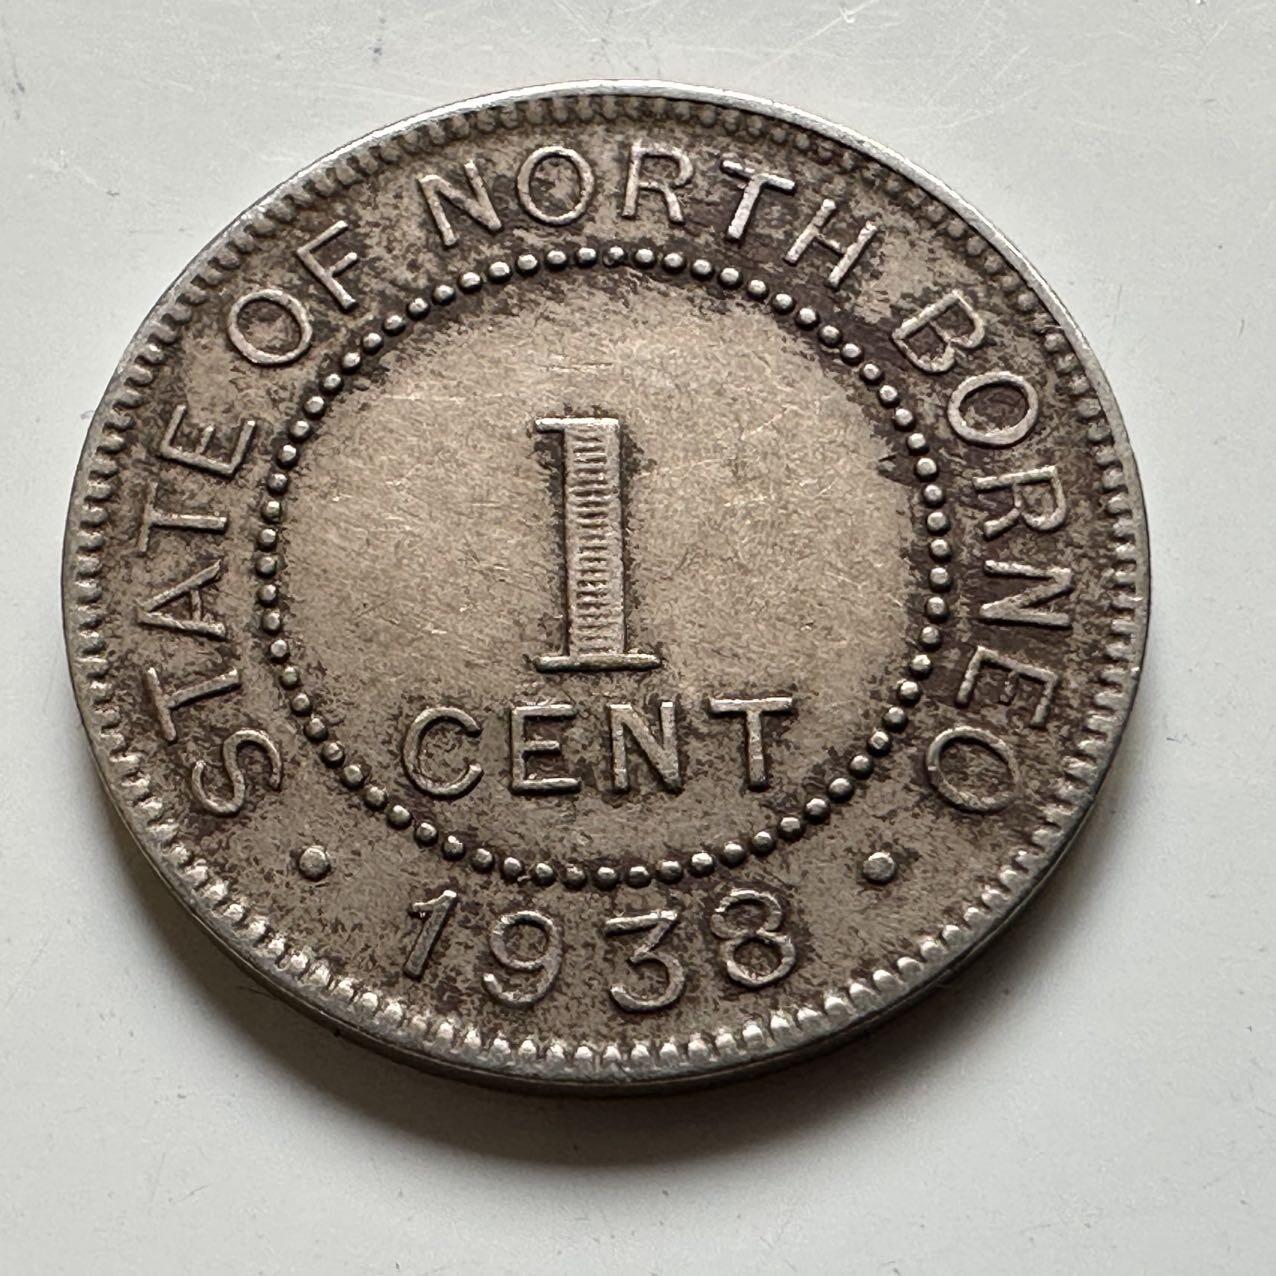 STATE OF NORTH BORNEO
1
CENT
1938